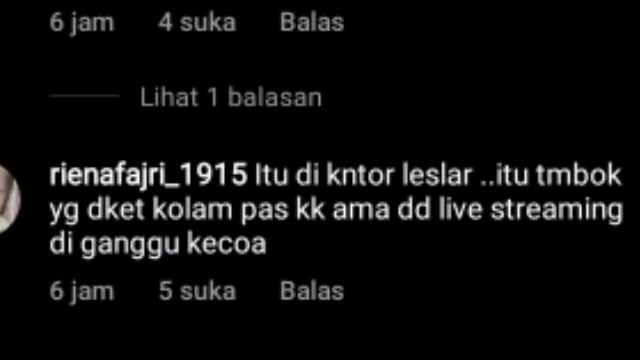 6 jam 4 suka Balas
Lihat 1 balasan
rienafajri_1915 Itu di kntor leslar ..itu tmbok
yg dket kolam pas kk ama dd live streaming
di ganggu kecoa
6 jam 5 suka Balas